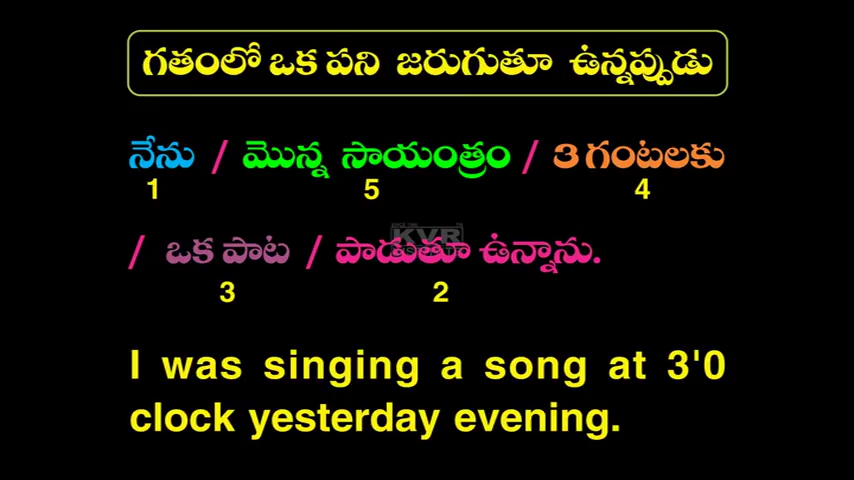 గతంలో ఒక పని జరుగుతూ ఉన్నప్పుడు
నేను / మొన్న సాయంత్రం / 3 గంటలకు
1 5 4
/ ఒక పాట / పాడుతూ ఉన్నాను.
KVR
3 2
I was singing a song at 3'0
clock yesterday evening.